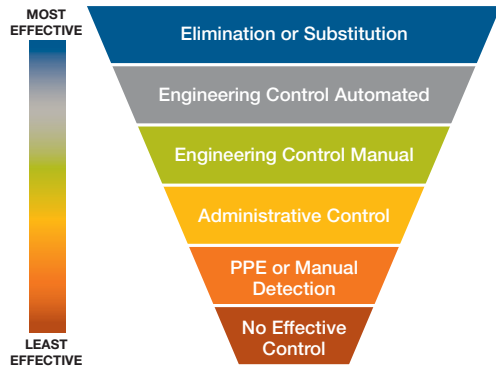 MOST
EFFECTIVE
Elimination or Substitution
Engineering Control Automated
Engineering Control Manual
Administrative Control
PPE or Manual
Detection
No Effective
Control
LEAST
EFFECTIVE